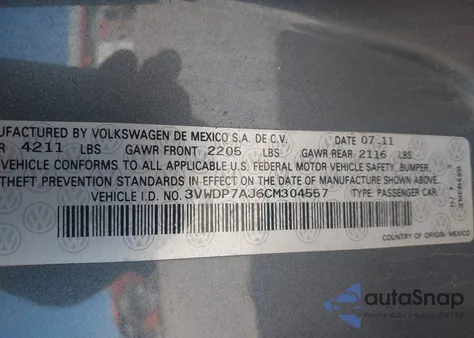 NUFACTURED BY VOLKSWAGEN DE MEXICO S.A. DE C.V. DATE 07.11
R 4211 LBS GAWR FRONT 2205 LBS GAWR REAR 2116 LBS
VEHICLE CONFORMS TO ALL APPLICABLE U.S. FEDERAL MOTOR VEHICLE SAFETY, BUMPER,
THEFT PREVENTION STANDARDS IN EFFECT ON THE DATE OF MANUFACTURE SHOWN ABOVE.
VEHICLE I.D. NO. 3VWDP7AJ6CM304557 TYPE: PASSENGER CAR
COUNTRY OF ORIGIN: MEXICO
autoSnap